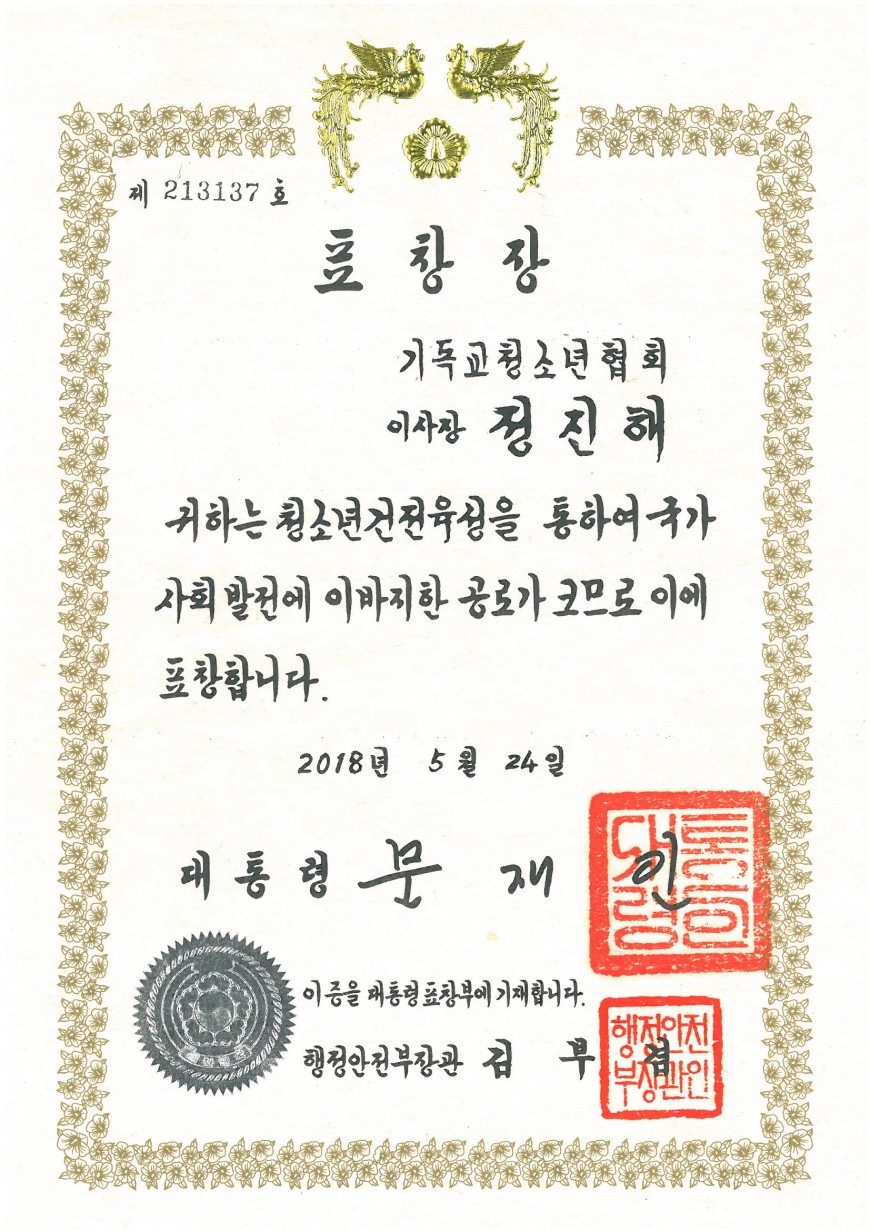 제 213137 호
표 창 장
기독교청소년협회
이사장 정진해
귀하는 청소년건전육성을 통하여 국가
사회 발전에 이바지한 공로가 크므로 이에
표창합니다.
2018년 5월 24일
대통령 문재인
대통령인
이 증을 대통령표창부에 기재합니다.
행정안전부장관 김부겸
행정안전
부장관인